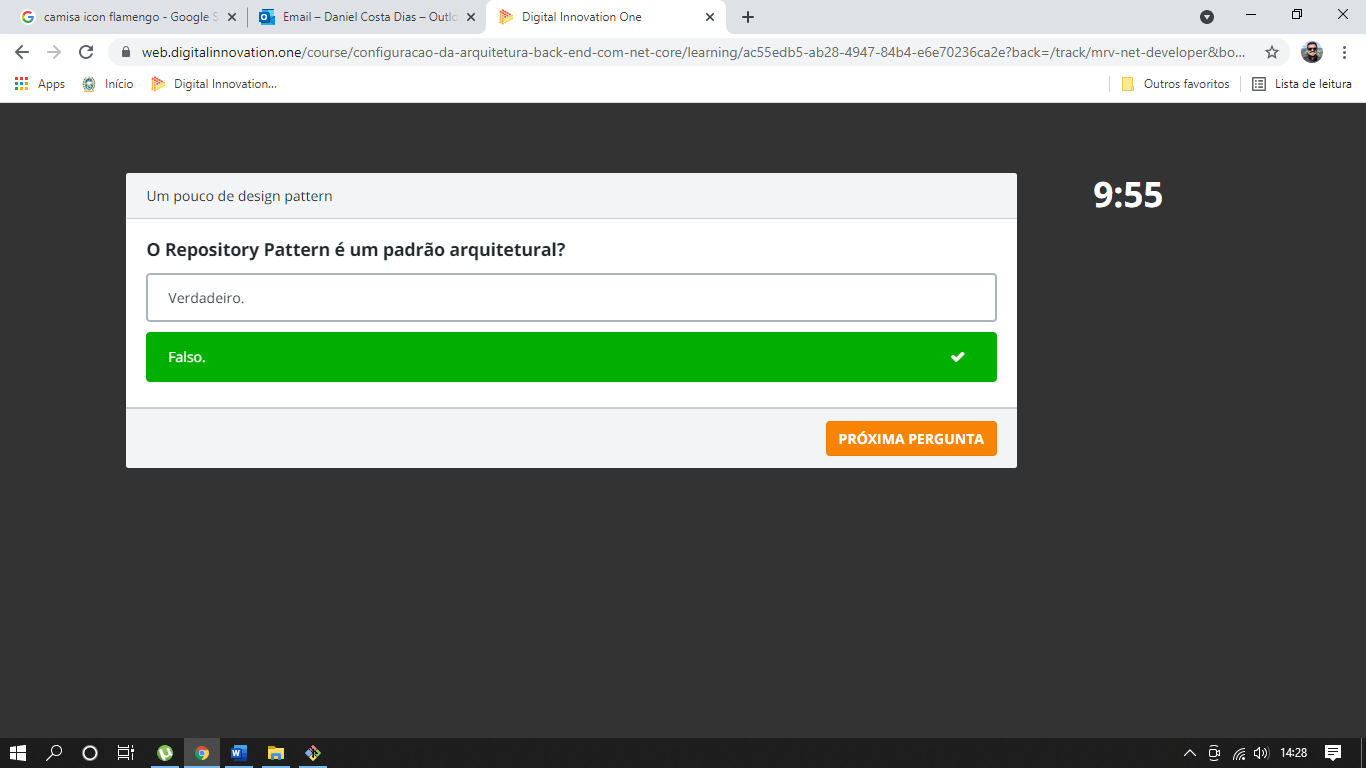 camisa icon flamengo - Google S
Email – Daniel Costa Dias – Outlo
Digital Innovation One
web.digitalinnovation.one/course/configuracao-da-arquitetura-back-end-com-net-core/learning/ac55edb5-ab28-4947-84b4-e6e70236ca2e?back=/track/mrv-net-developer&bo...
Apps
Início
Digital Innovation...
Outros favoritos
Lista de leitura
Um pouco de design pattern
9:55
O Repository Pattern é um padrão arquitetural?
Verdadeiro.
Falso.
PRÓXIMA PERGUNTA
14:28